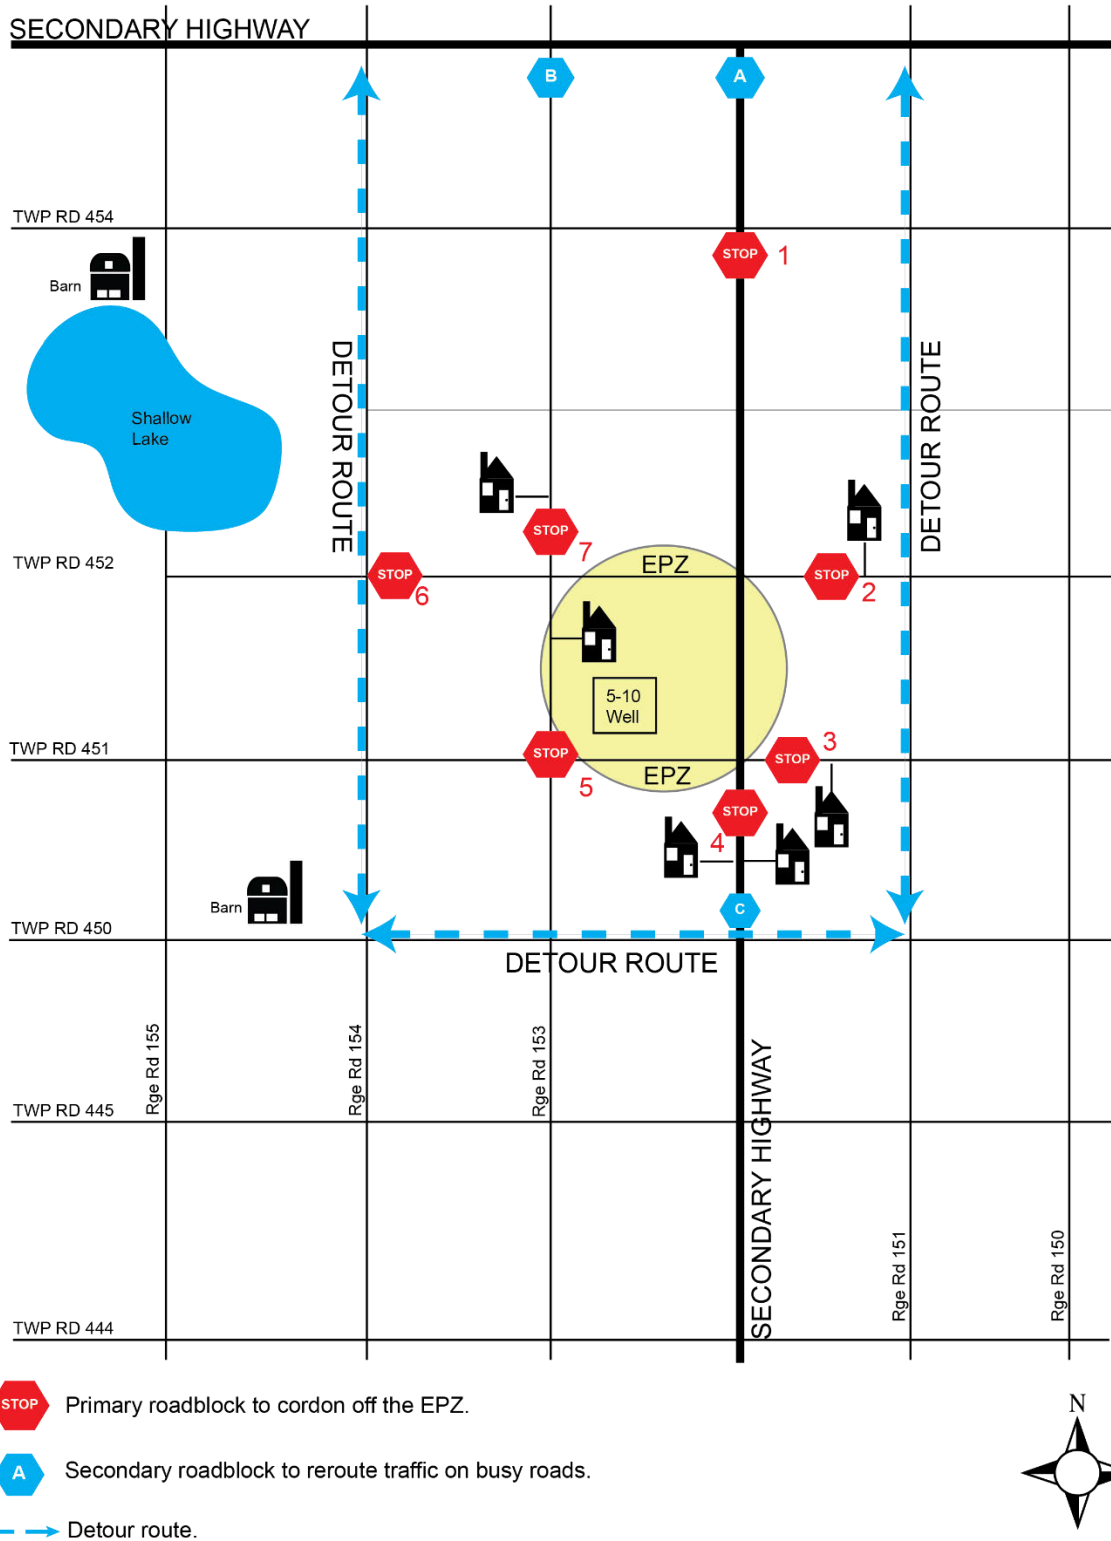 SECONDARY HIGHWAY
B
A
TWP RD 454
STOP
1
Barn
DETOUR ROUTE
DETOUR ROUTE
Shallow
Lake
STOP
7
TWP RD 452
EPZ
STOP
6
STOP
2
5-10
Well
TWP RD 451
STOP
5
EPZ
STOP
3
STOP
4
Barn
C
TWP RD 450
DETOUR ROUTE
Rge Rd 155
Rge Rd 154
Rge Rd 153
SECONDARY HIGHWAY
TWP RD 445
Rge Rd 151
Rge Rd 150
TWP RD 444
STOP
Primary roadblock to cordon off the EPZ.
N
A
Secondary roadblock to reroute traffic on busy roads.
Detour route.